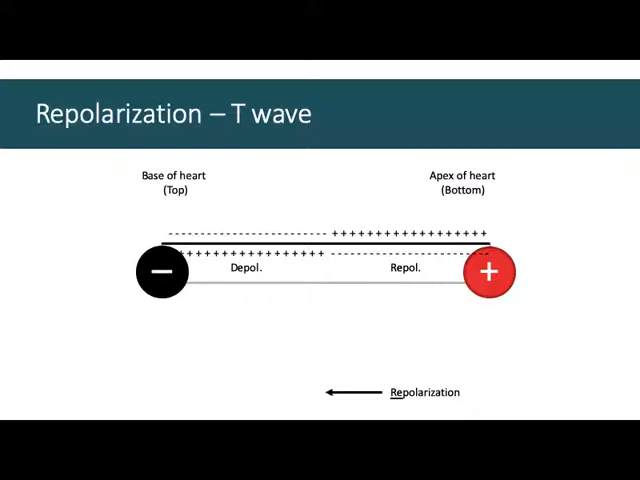 Repolarization – T wave
Base of heart
(Top)
Apex of heart
(Bottom)
- - - - - - - - - - - - - - - - - - - - - - - + + + + + + + + + + + + + + + + +
+ + + + + + + + + + + + + + + + + - - - - - - - - - - - - - - - - - - - - - - -
−
+
Depol.
Repol.
Repolarization